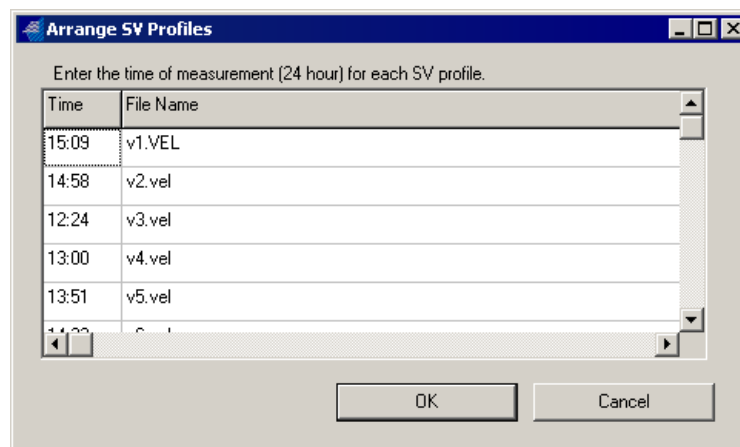 Arrange SV Profiles
Enter the time of measurement (24 hour) for each SV profile.
Time File Name
15:09 v1.VEL
14:58 v2.vel
12:24 v3.vel
13:00 v4.vel
13:51 v5.vel
OK Cancel